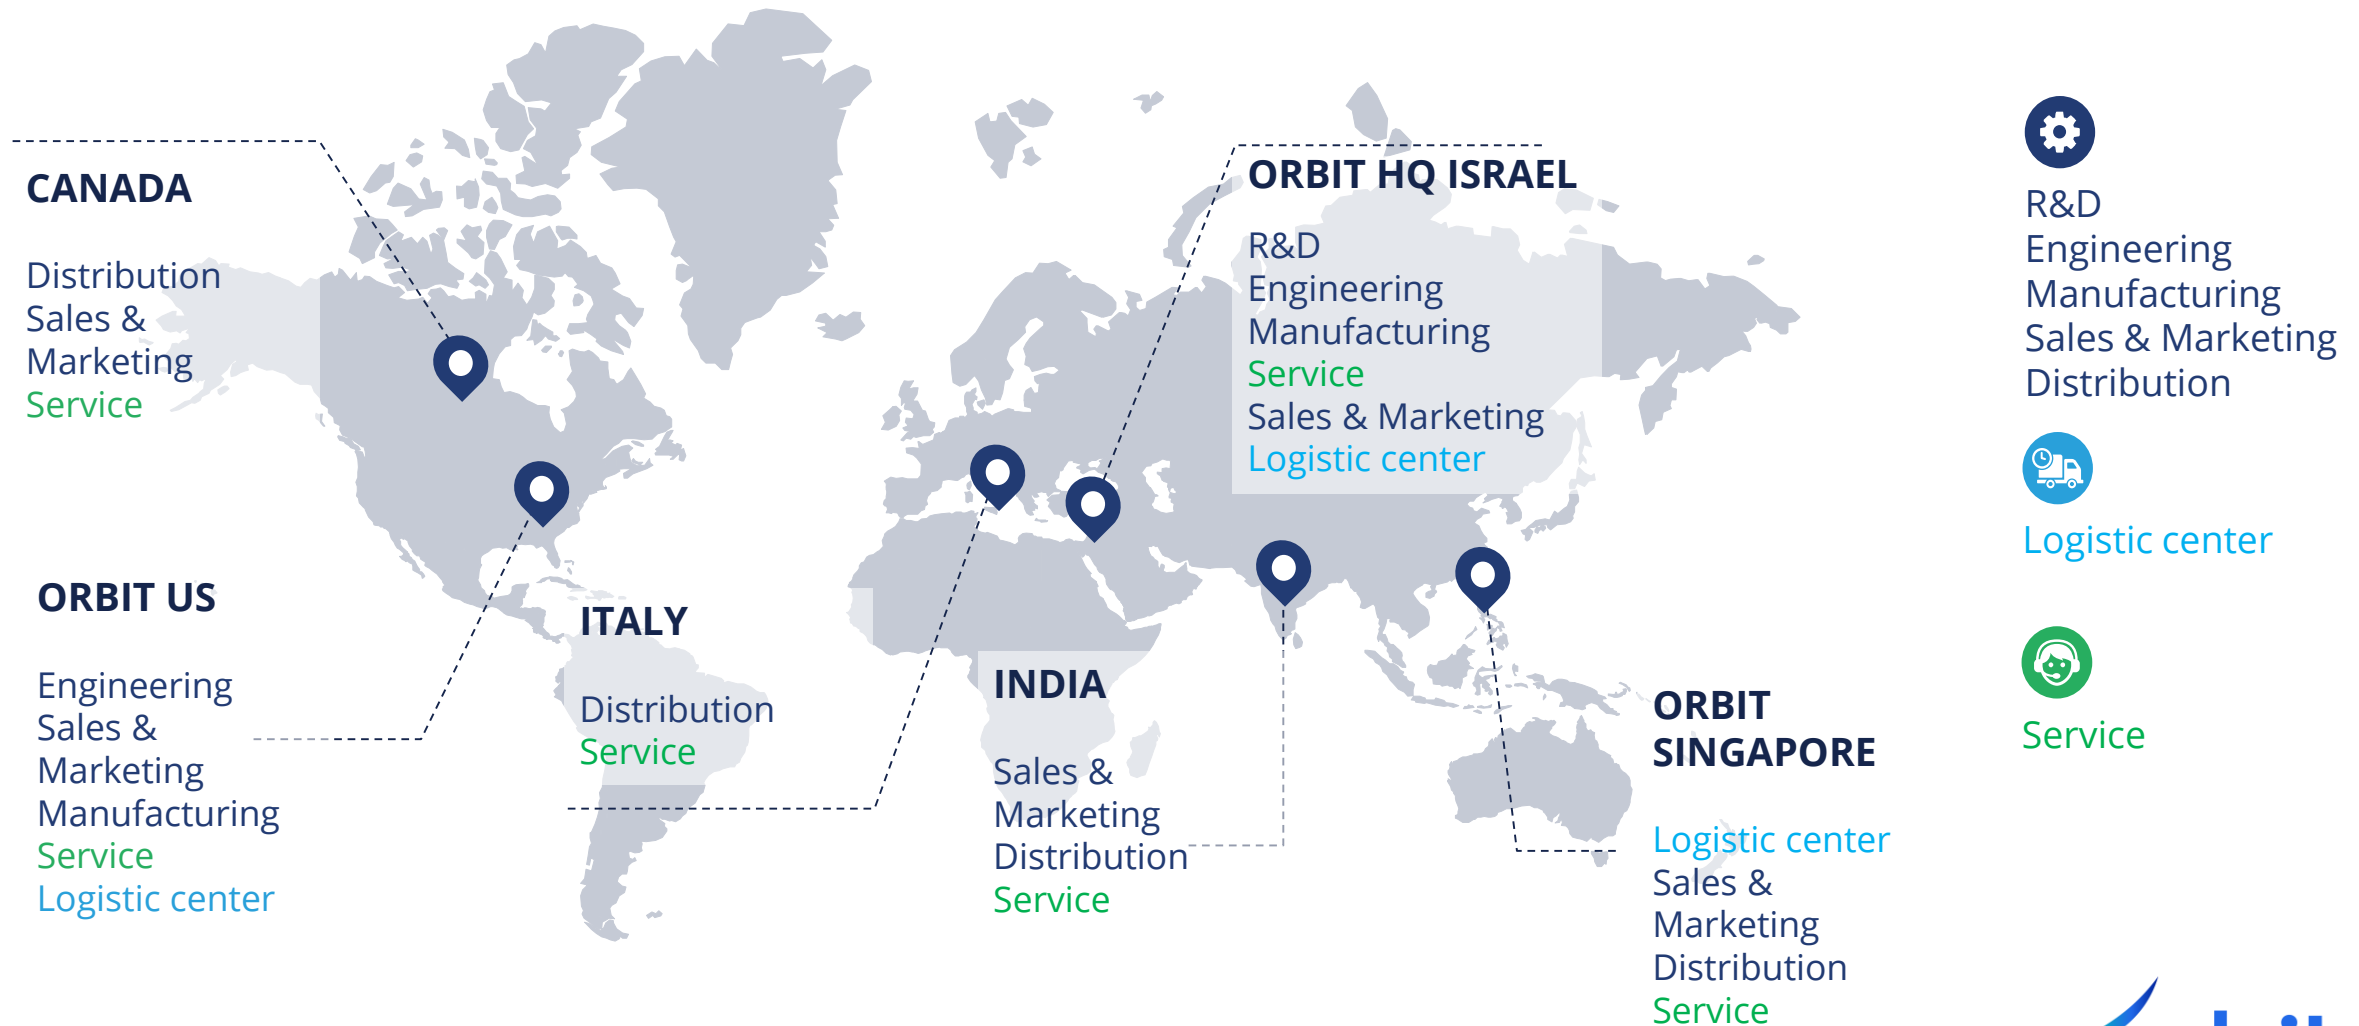 CANADA
Distribution
Sales &
Marketing
Service
ORBIT US
Engineering
Sales &
Marketing
Manufacturing
Service
Logistic center
ITALY
Distribution
Service
ORBIT HQ ISRAEL
R&D
Engineering
Manufacturing
Service
Sales & Marketing
Logistic center
INDIA
Sales &
Marketing
Distribution
Service
ORBIT
SINGAPORE
Logistic center
Sales &
Marketing
Distribution
Service
R&D
Engineering
Manufacturing
Sales & Marketing
Distribution
Logistic center
Service